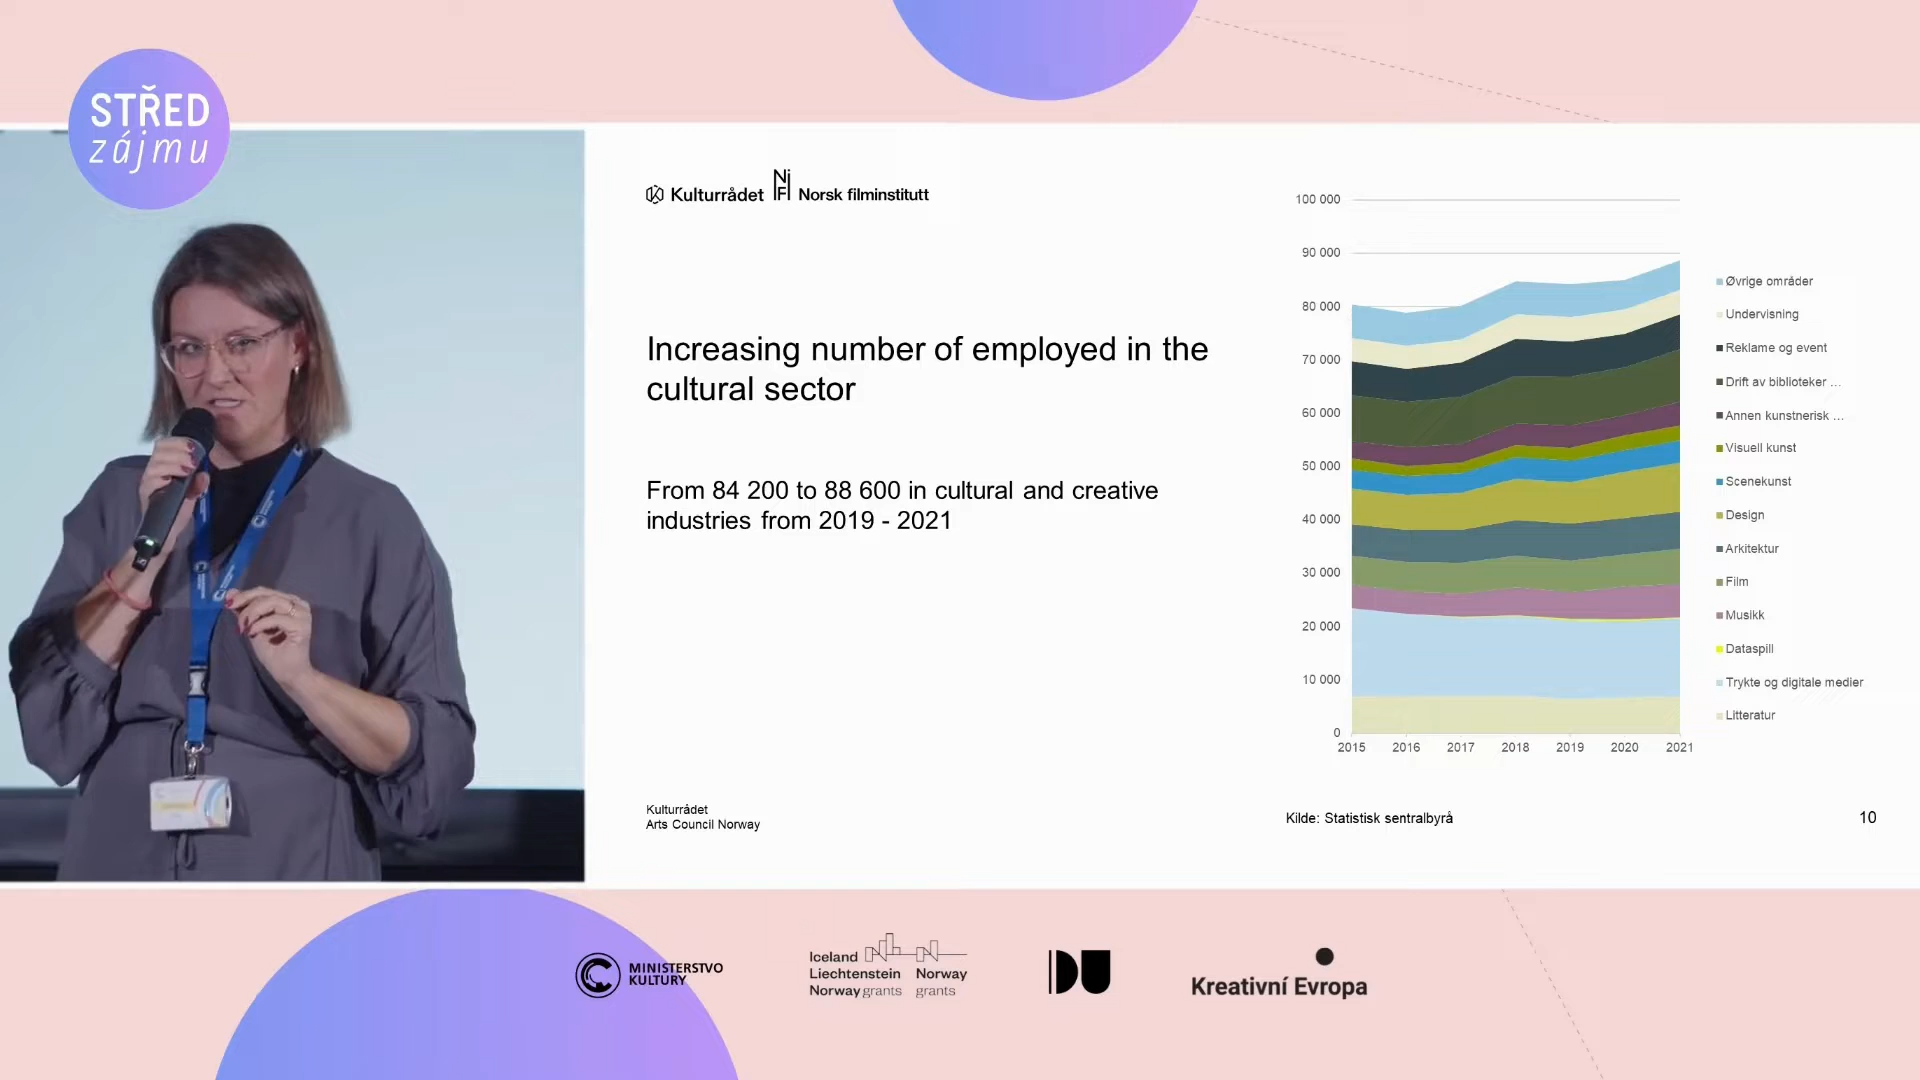 STŘED
zájmu
Kulturrådet
NFI
Norsk filminstitutt
Increasing number of employed in the
cultural sector
From 84 200 to 88 600 in cultural and creative
industries from 2019 - 2021
100 000
90 000
80 000
70 000
60 000
50 000
40 000
30 000
20 000
10 000
0
2015 2016 2017 2018 2019 2020 2021
Øvrige områder
Undervisning
Reklame og event
Drift av biblioteker …
Annen kunstnerisk …
Visuell kunst
Scenekunst
Design
Arkitektur
Film
Musikk
Dataspill
Trykte og digitale medier
Litteratur
Kulturrådet
Arts Council Norway
Kilde: Statistisk sentralbyrå
10
MINISTERSTVO
KULTURY
Iceland
Liechtenstein
Norway grants
Norway
grants
DU
Kreativní Evropa